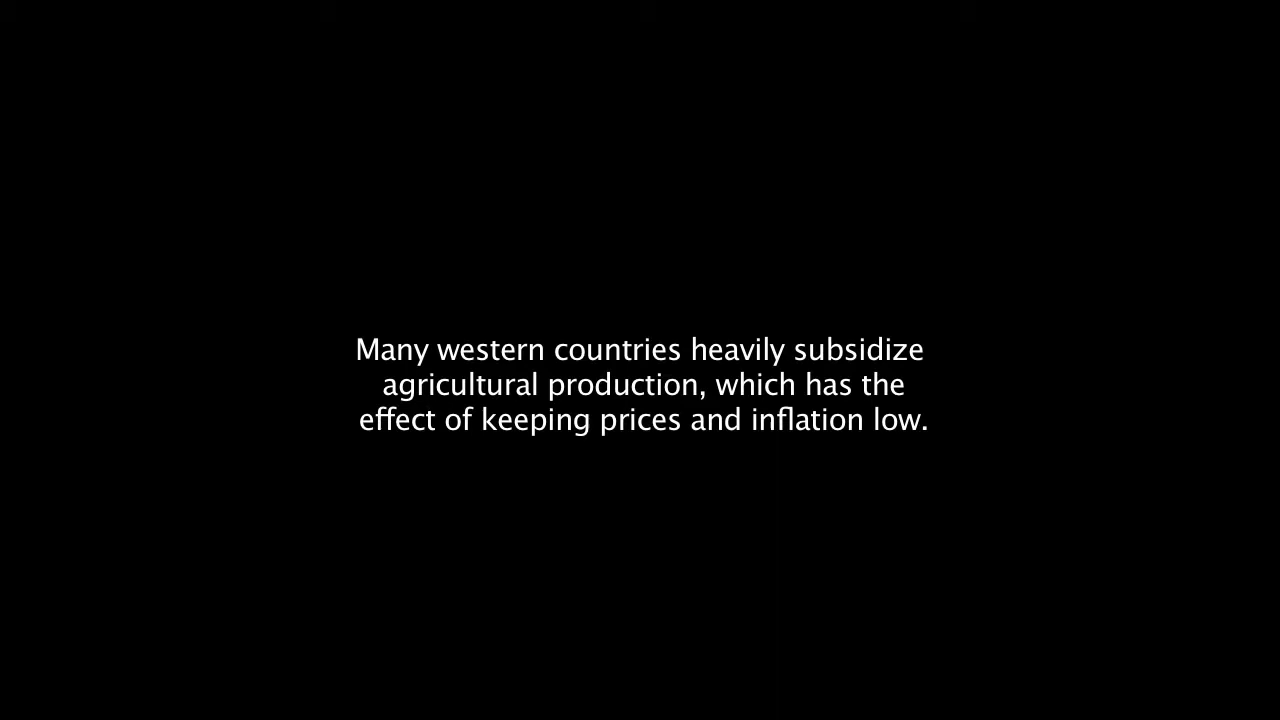 Many western countries heavily subsidize
agricultural production, which has the
effect of keeping prices and inflation low.